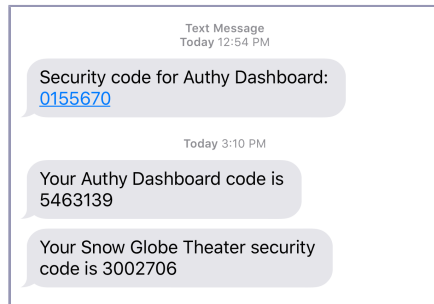 Text Message
Today 12:54 PM
Security code for Authy Dashboard:
0155670
Today 3:10 PM
Your Authy Dashboard code is
5463139
Your Snow Globe Theater security
code is 3002706